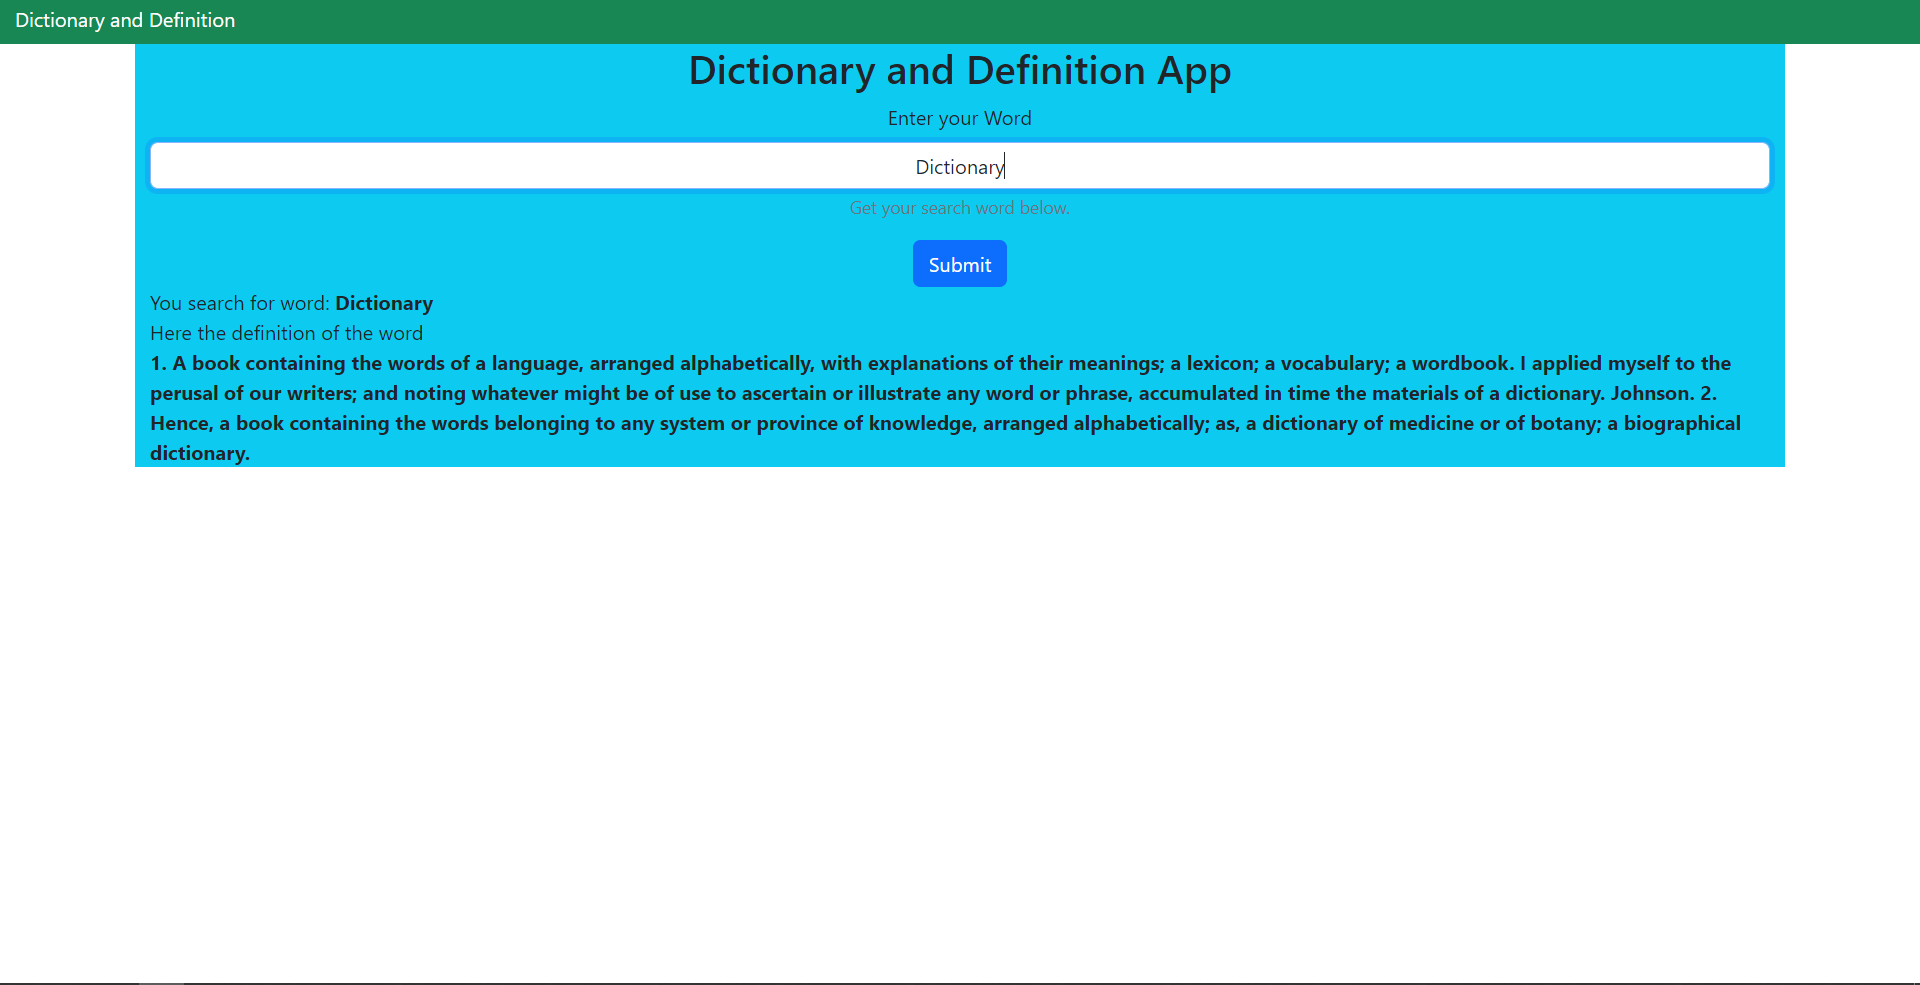 Dictionary and Definition
Dictionary and Definition App
Enter your Word
Dictionary
Get your search word below.
Submit
You search for word: Dictionary
Here the definition of the word
1. A book containing the words of a language, arranged alphabetically, with explanations of their meanings; a lexicon; a vocabulary; a wordbook. I applied myself to the
perusal of our writers; and noting whatever might be of use to ascertain or illustrate any word or phrase, accumulated in time the materials of a dictionary. Johnson. 2.
Hence, a book containing the words belonging to any system or province of knowledge, arranged alphabetically; as, a dictionary of medicine or of botany; a biographical
dictionary.